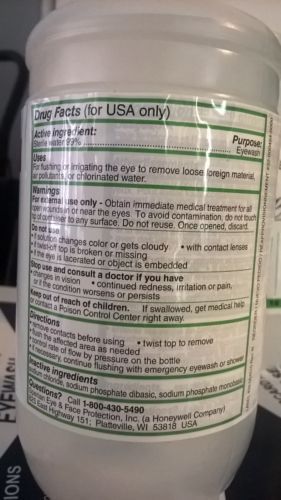 Drug Facts (for USA only)
Active ingredient:
Purpose:
Sterile water 99%
Eyewash
Uses
For flushing or irrigating the eye to remove loose foreign material,
air pollutants, or chlorinated water.
Warnings
For external use only - Obtain immediate medical treatment for all
open wounds in or near the eyes. To avoid contamination, do not touch
tip of container to any surface. Do not reuse. Once opened, discard.
Do not use
• if solution changes color or gets cloudy • with contact lenses
• if twist-off top is broken or missing
• if the eye is lacerated or object is embedded
Stop use and consult a doctor if you have
• changes in vision • continued redness, irritation or pain,
or if the condition worsens or persists
Keep out of reach of children. If swallowed, get medical help
or contact a Poison Control Center right away.
Directions
• remove contacts before using • twist top to remove
• flush the affected area as needed
• control rate of flow by pressure on the bottle
• if necessary, continue flushing with emergency eyewash or shower
Inactive ingredients
chloride, sodium phosphate dibasic, sodium phosphate monobasic
Questions? Call 1-800-430-5490
Eye & Face Protection, Inc. (a Honeywell Company)
825 East Highway 151; Platteville, WI 53818 USA
EYEWASH
IONS